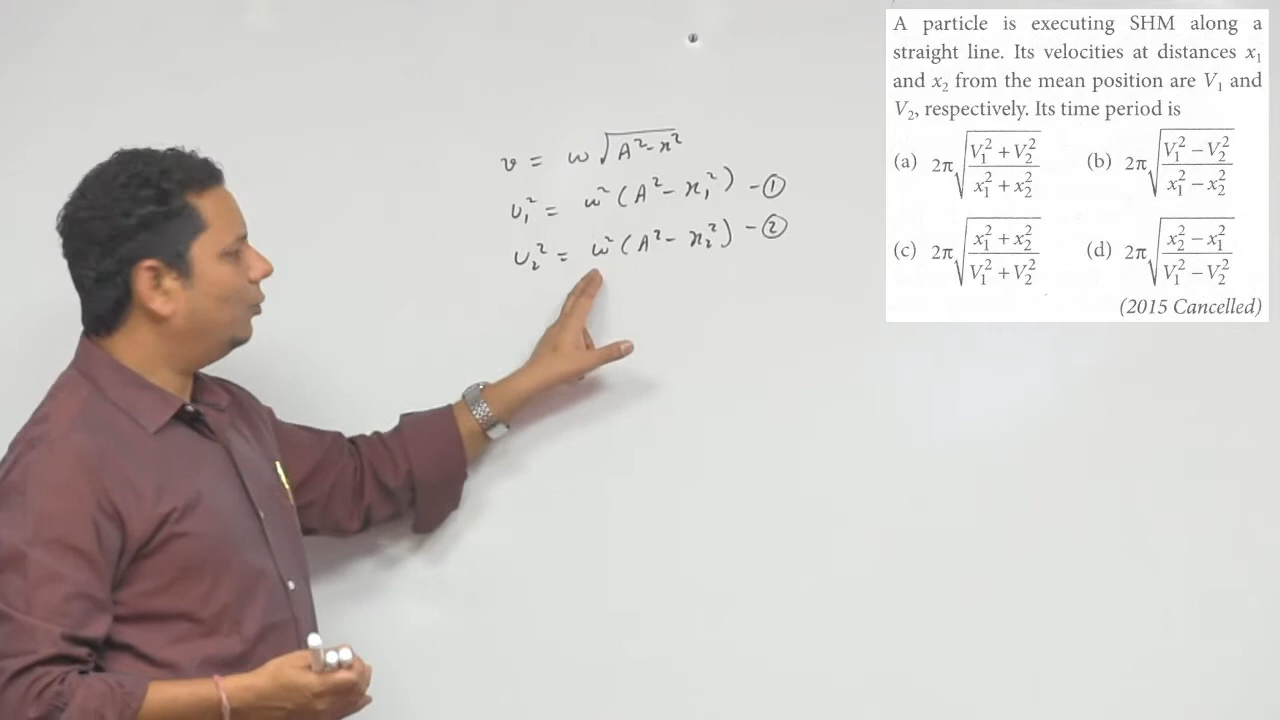 v = w √(A²-x²)
v₁² = w² (A² - x₁²) - ①
v₂² = w² (A² - x₂²) - ②
A particle is executing SHM along a
straight line. Its velocities at distances x₁
and x₂ from the mean position are V₁ and
V₂, respectively. Its time period is
(a) 2π√((V₁² + V₂²)/(x₁² + x₂²)) (b) 2π√((V₁² − V₂²)/(x₁² − x₂²))
(c) 2π√((x₁² + x₂²)/(V₁² + V₂²)) (d) 2π√((x₂² − x₁²)/(V₁² − V₂²))
(2015 Cancelled)